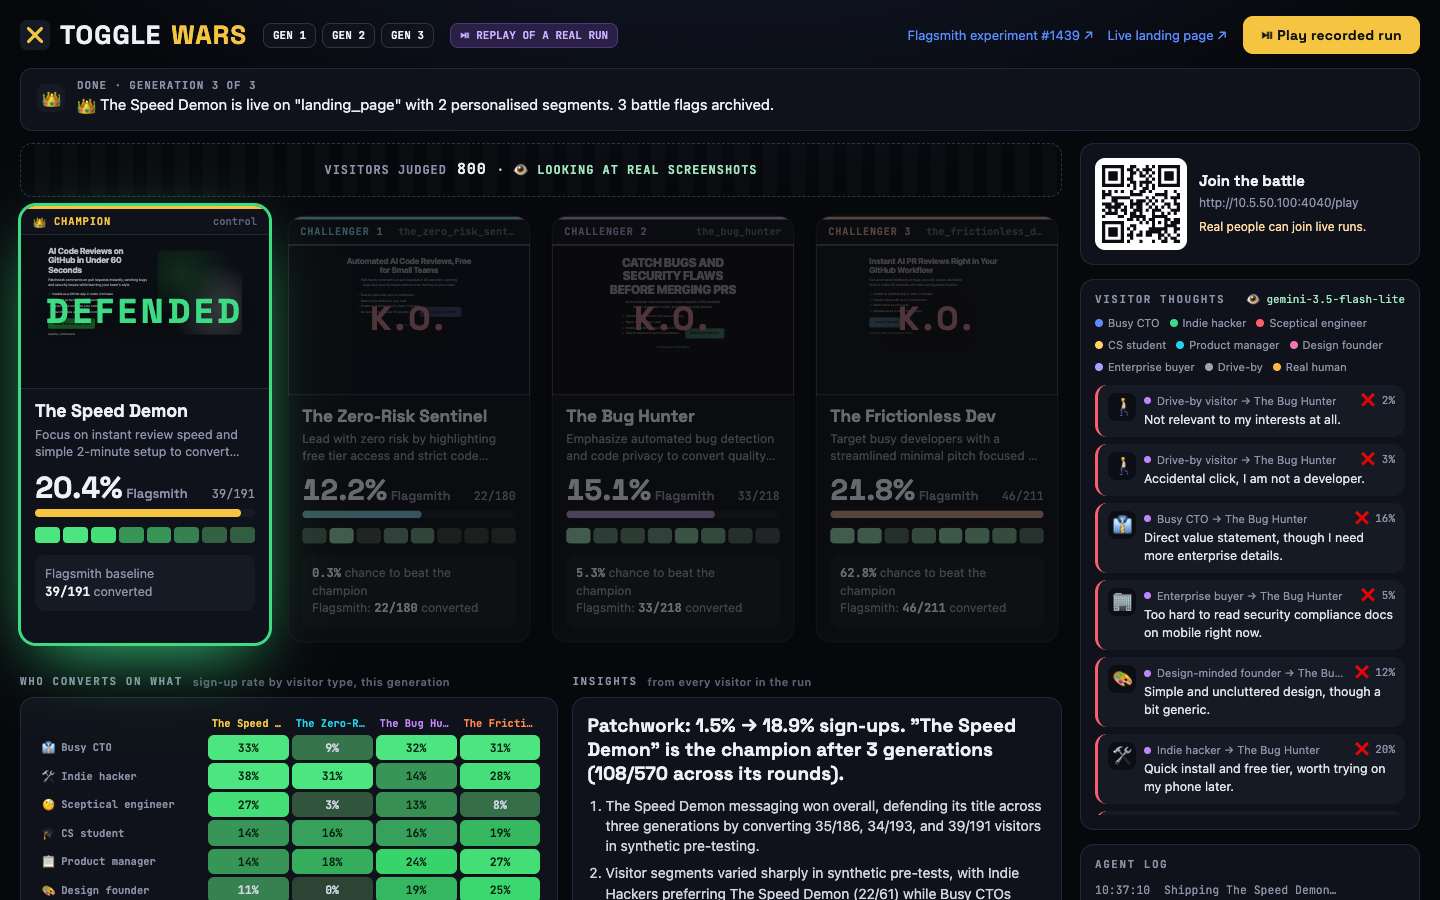 TOGGLE WARS
GEN 1
GEN 2
GEN 3
REPLAY OF A REAL RUN
Flagsmith experiment #1439 ↗
Live landing page ↗
Play recorded run
DONE · GENERATION 3 OF 3
👑 The Speed Demon is live on "landing_page" with 2 personalised segments. 3 battle flags archived.
VISITORS JUDGED 800 · 👁 LOOKING AT REAL SCREENSHOTS
CHAMPION control
AI Code Reviews on
GitHub in Under 60
Seconds
DEFENDED
The Speed Demon
Focus on instant review speed and
simple 2-minute setup to convert…
20.4% Flagsmith 39/191
Flagsmith baseline
39/191 converted
CHALLENGER 1 the_zero_risk_sent…
Automated AI Code Reviews, Free
for Small Teams
K.O.
The Zero-Risk Sentinel
Lead with zero risk by highlighting
free tier access and strict code…
12.2% Flagsmith 22/180
0.3% chance to beat the
champion
Flagsmith: 22/180 converted
CHALLENGER 2 the_bug_hunter
CATCH BUGS AND
SECURITY FLAWS
BEFORE MERGING PRS
K.O.
The Bug Hunter
Emphasize automated bug detection
and code privacy to convert quality…
15.1% Flagsmith 33/218
5.3% chance to beat the
champion
Flagsmith: 33/218 converted
CHALLENGER 3 the_frictionless_d…
Instant AI PR Reviews Right in Your
GitHub Workflow
K.O.
The Frictionless Dev
Target busy developers with a
streamlined minimal pitch focused …
21.8% Flagsmith 46/211
62.8% chance to beat the
champion
Flagsmith: 46/211 converted
Join the battle
http://10.5.50.100:4040/play
Real people can join live runs.
VISITOR THOUGHTS 👁 gemini-3.5-flash-lite
Busy CTO
Indie hacker
Sceptical engineer
CS student
Product manager
Design founder
Enterprise buyer
Drive-by
Real human
Drive-by visitor → The Bug Hunter ❌ 2%
Not relevant to my interests at all.
Drive-by visitor → The Bug Hunter ❌ 3%
Accidental click, I am not a developer.
Busy CTO → The Bug Hunter ❌ 16%
Direct value statement, though I need
more enterprise details.
Enterprise buyer → The Bug Hunter ❌ 5%
Too hard to read security compliance docs
on mobile right now.
Design-minded founder → The Bu… ❌ 12%
Simple and uncluttered design, though a
bit generic.
Indie hacker → The Bug Hunter ❌ 20%
Quick install and free tier, worth trying on
my phone later.
AGENT LOG
10:37:10 Shipping The Speed Demon…
WHO CONVERTS ON WHAT sign-up rate by visitor type, this generation
The Speed … The Zero-R… The Bug Hu… The Fricti…
Busy CTO 33% 9% 32% 31%
Indie hacker 38% 31% 14% 28%
Sceptical engineer 27% 3% 13% 8%
CS student 14% 16% 16% 19%
Product manager 14% 18% 24% 27%
Design founder 11% 0% 19% 25%
INSIGHTS from every visitor in the run
Patchwork: 1.5% → 18.9% sign-ups. ”The Speed
Demon” is the champion after 3 generations
(108/570 across its rounds).
1. The Speed Demon messaging won overall, defending its title across
three generations by converting 35/186, 34/193, and 39/191 visitors
in synthetic pre-testing.
2. Visitor segments varied sharply in synthetic pre-tests, with Indie
Hackers preferring The Speed Demon (22/61) while Busy CTOs